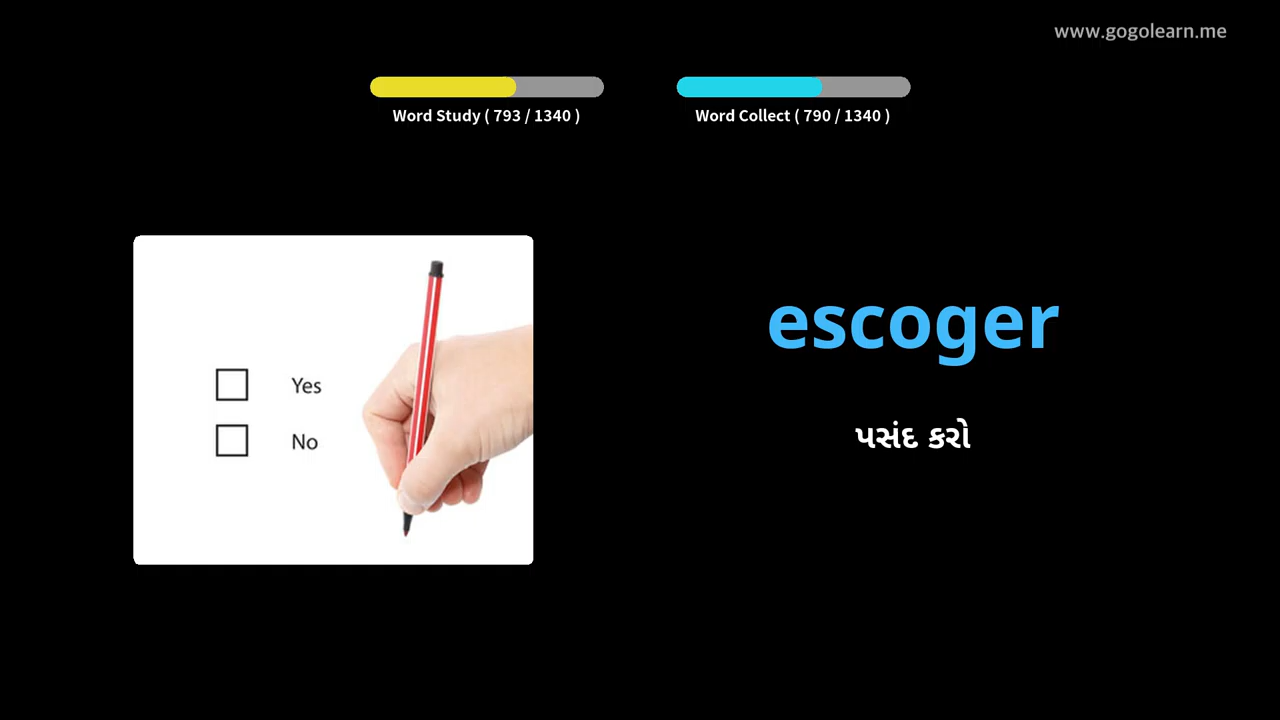 www.gogolearn.me
Word Study ( 793 / 1340 )
Word Collect ( 790 / 1340 )
Yes
No
escoger
પસંદ કરો